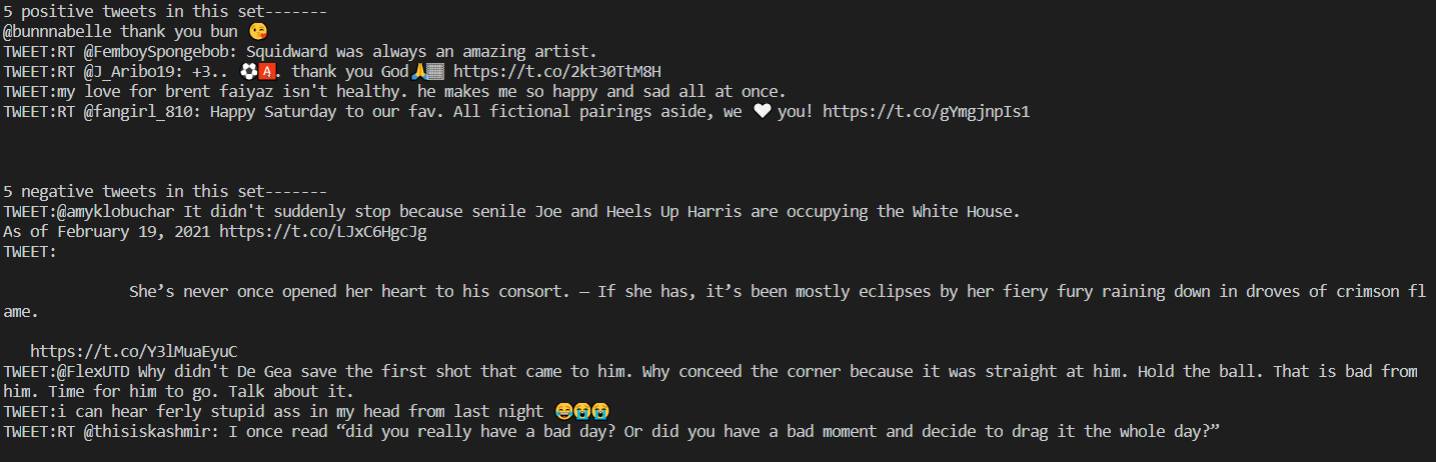 5 positive tweets in this set-------
@bunnnabelle thank you bun 😘
TWEET:RT @FemboySpongebob: Squidward was always an amazing artist.
TWEET:RT @J_Aribo19: +3.. ⚽🅰. thank you God🙏🏾 https://t.co/2kt30TtM8H
TWEET:my love for brent faiyaz isn't healthy. he makes me so happy and sad all at once.
TWEET:RT @fangirl_810: Happy Saturday to our fav. All fictional pairings aside, we ❤ you! https://t.co/gYmgjnpIs1
5 negative tweets in this set-------
TWEET:@amyklobuchar It didn't suddenly stop because senile Joe and Heels Up Harris are occupying the White House.
As of February 19, 2021 https://t.co/LJxC6HgcJg
TWEET:
She’s never once opened her heart to his consort. — If she has, it’s been mostly eclipses by her fiery fury raining down in droves of crimson fl
ame.
https://t.co/Y3lMuaEyuC
TWEET:@FlexUTD Why didn't De Gea save the first shot that came to him. Why conceed the corner because it was straight at him. Hold the ball. That is bad from
him. Time for him to go. Talk about it.
TWEET:i can hear ferly stupid ass in my head from last night 😂😭😭
TWEET:RT @thisiskashmir: I once read “did you really have a bad day? Or did you have a bad moment and decide to drag it the whole day?”